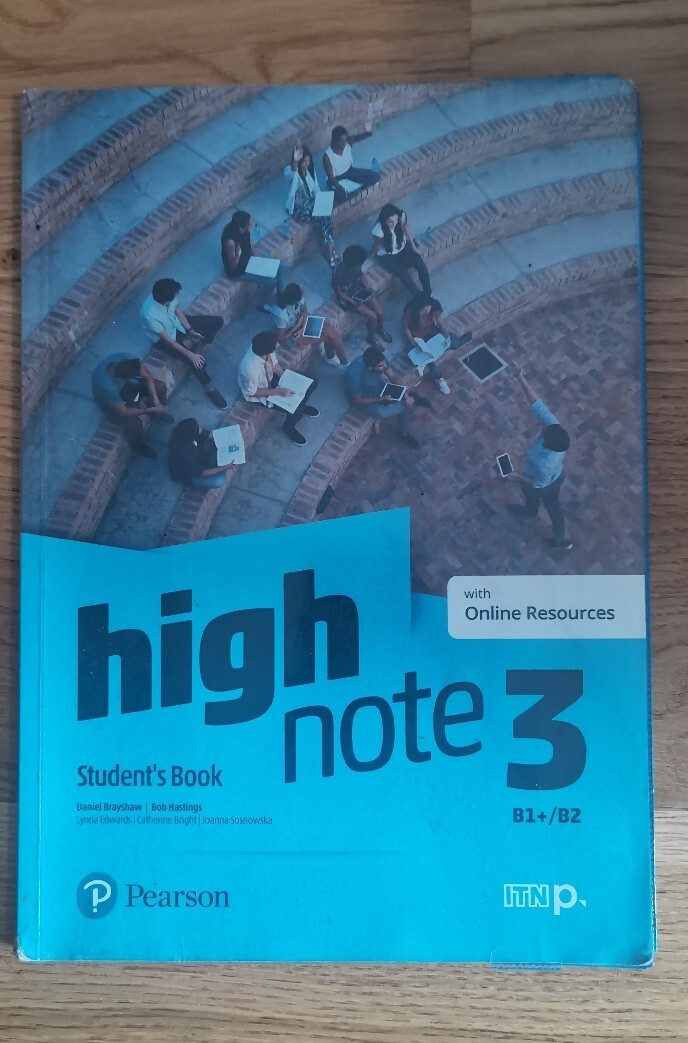 with
Online Resources
high
note 3
Student's Book
B1+/B2
Daniel Brayshaw | Bob Hastings
Lynda Edwards | Catherine Bright | Joanna Sosnowska
P Pearson
ITN p.